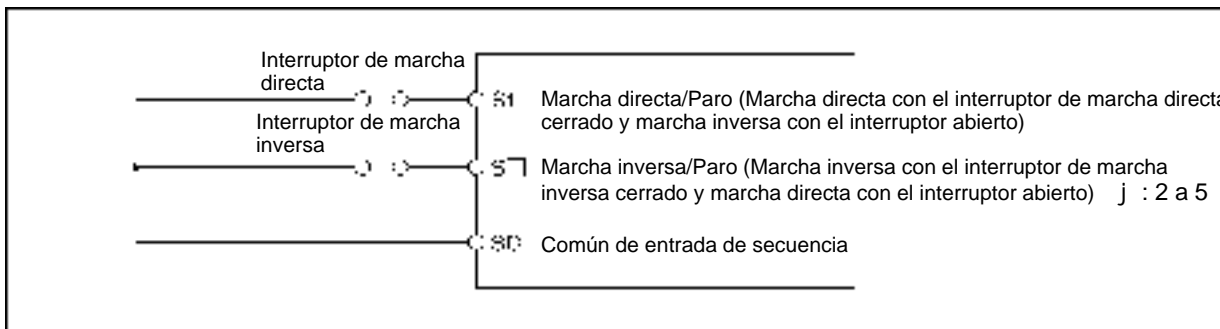 Interruptor de marcha
directa
S1
Marcha directa/Paro (Marcha directa con el interruptor de marcha directa
cerrado y marcha inversa con el interruptor abierto)
Interruptor de marcha
inversa
S
Marcha inversa/Paro (Marcha inversa con el interruptor de marcha
inversa cerrado y marcha directa con el interruptor abierto) j : 2 a 5
Común de entrada de secuencia